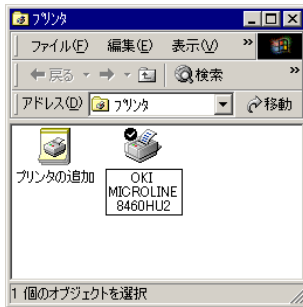 プリンタ
ファイル(F) 編集(E) 表示(V) »
戻る 検索 »
アドレス(D) プリンタ 移動
プリンタの追加
OKI
MICROLINE
8460HU2
1 個のオブジェクトを選択